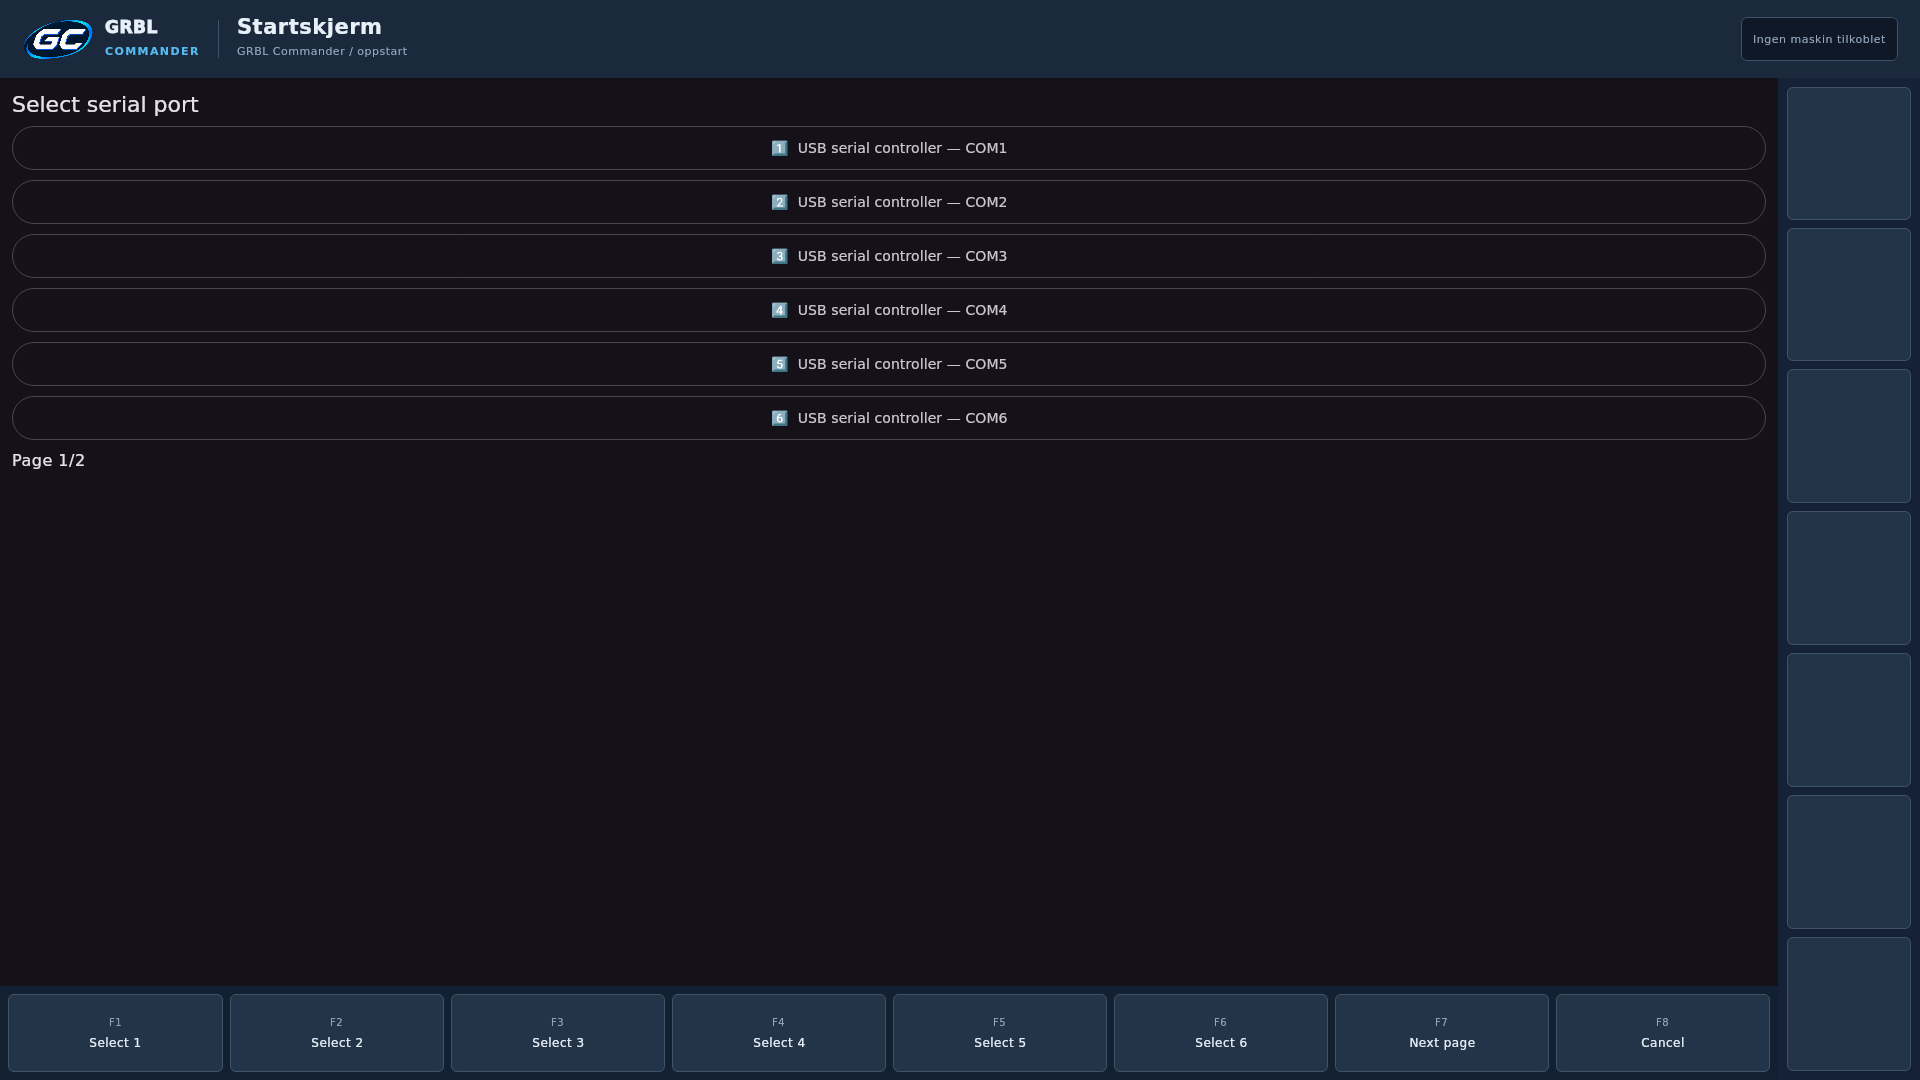 GC
GRBL
COMMANDER
Startskjerm
GRBL Commander / oppstart
Ingen maskin tilkoblet
Select serial port
1 USB serial controller — COM1
2 USB serial controller — COM2
3 USB serial controller — COM3
4 USB serial controller — COM4
5 USB serial controller — COM5
6 USB serial controller — COM6
Page 1/2
F1
Select 1
F2
Select 2
F3
Select 3
F4
Select 4
F5
Select 5
F6
Select 6
F7
Next page
F8
Cancel